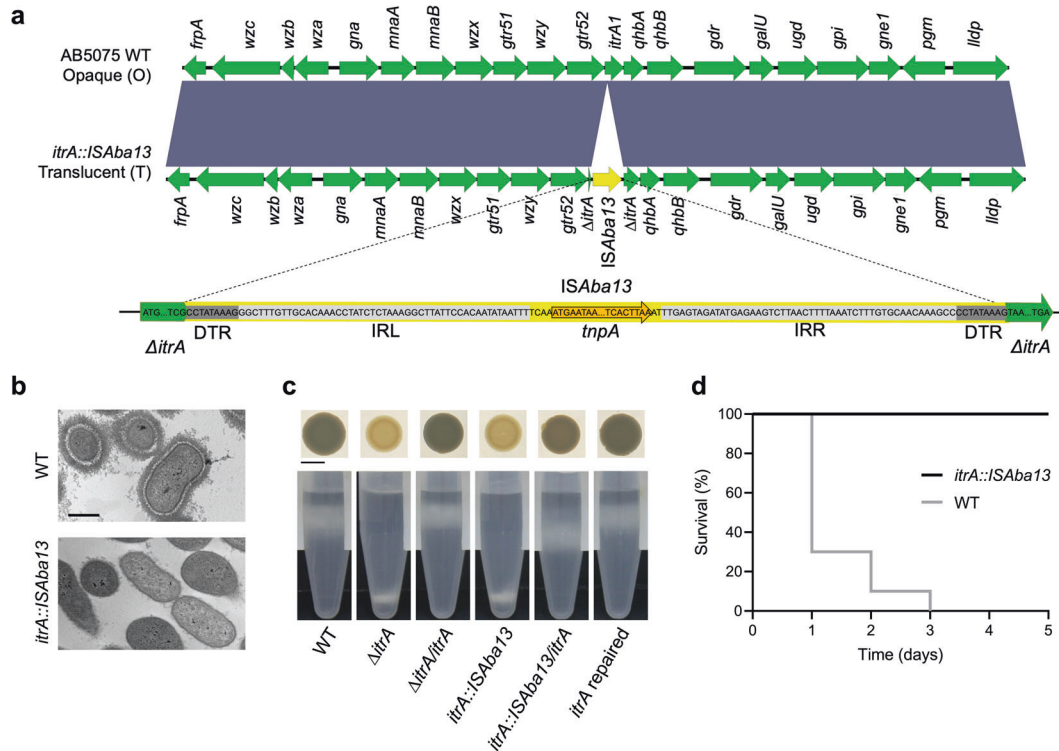 a
frpA wzc wzb wza gna mnaA mnaB wzx gtr51 wzy gtr52 itrA1 qhbA qhbB gdr galU ugd gpi gne1 pgm lldp
AB5075 WT
Opaque (O)
itrA::ISAba13
Translucent (T)
frpA wzc wzb wza gna mnaA mnaB wzx gtr51 wzy gtr52 ΔitrA ISAba13 ΔitrA qhbA qhbB gdr galU ugd gpi gne1 pgm lldp
ISAba13
ATG...TCGCCTATAAAGGGCTTTGTTGCACAAACCTATCTCTAAAGGCTTATTCCACAATATAATTTTCAAATGAATAA...TCACTTAAATTTGAGTAGATATGAGAAGTCTTAACTTTTAAATCTTTGTGCAACAAAGCCCCTATAAAGTAA...TGA
ΔitrA DTR IRL tnpA IRR DTR ΔitrA
b
WT
itrA::ISAba13
c
WT ΔitrA ΔitrA/itrA itrA::ISAba13 itrA::ISAba13/itrA itrA repaired
d
Survival (%)
100
80
60
40
20
0
itrA::ISAba13
WT
0 1 2 3 4 5
Time (days)